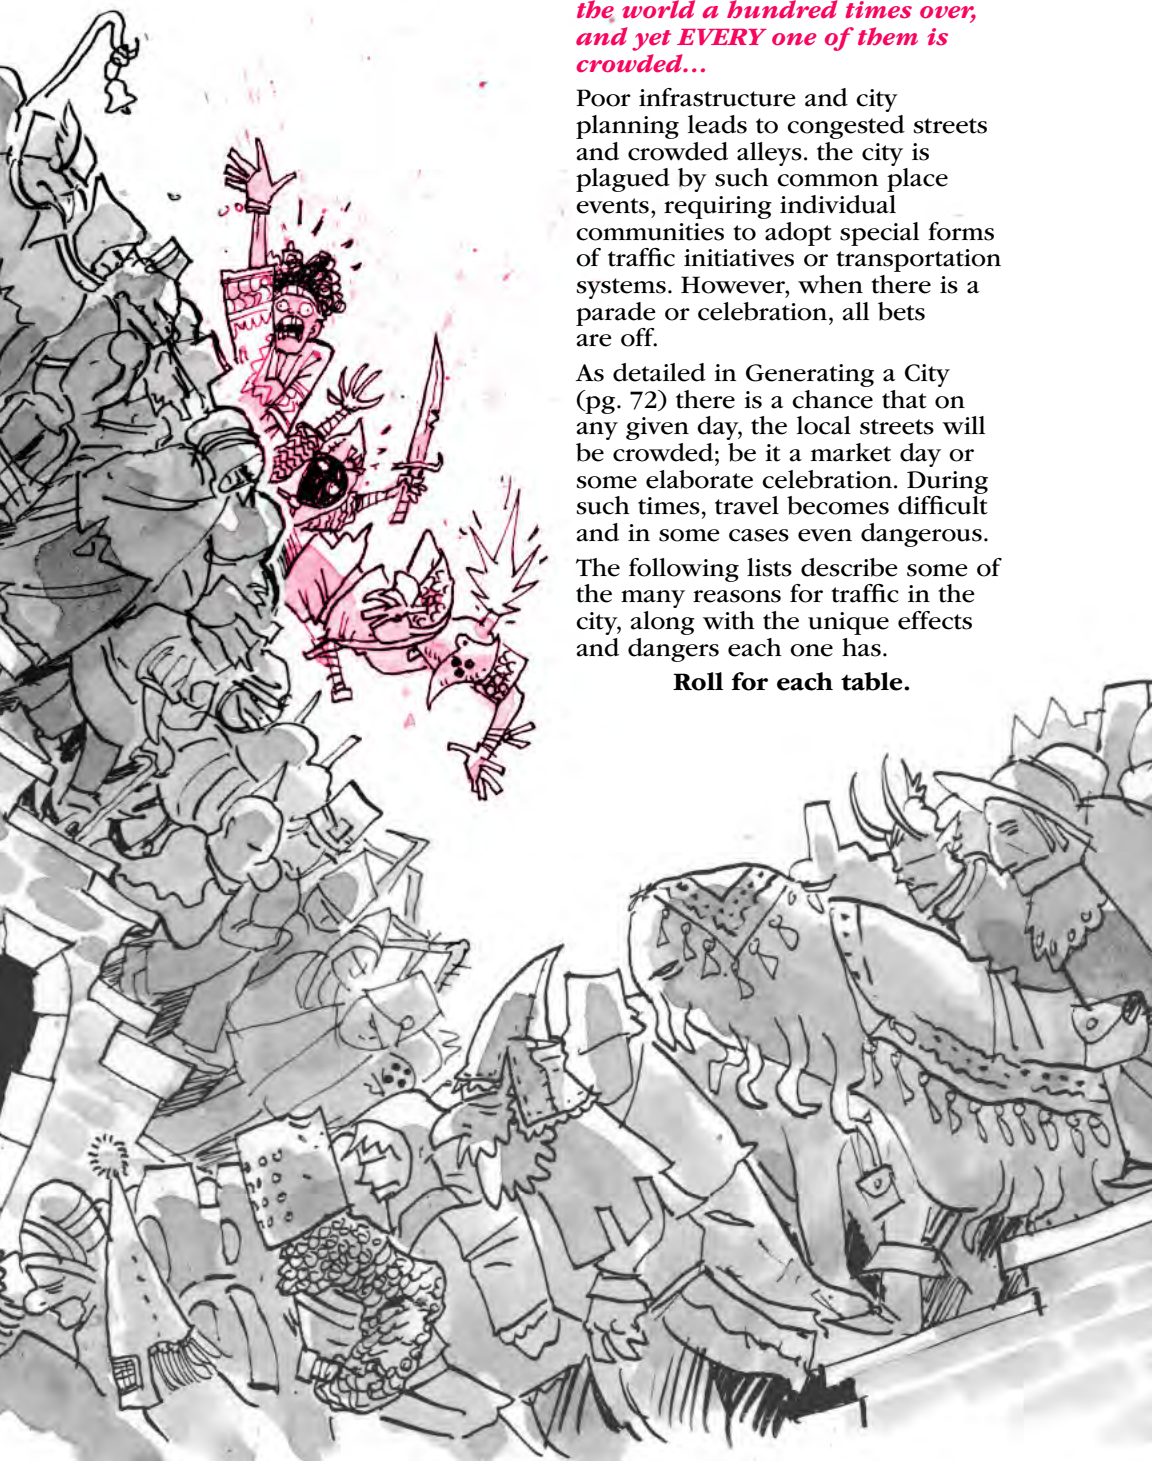 the world a hundred times over,
and yet EVERY one of them is
crowded...
Poor infrastructure and city
planning leads to congested streets
and crowded alleys. the city is
plagued by such common place
events, requiring individual
communities to adopt special forms
of traffic initiatives or transportation
systems. However, when there is a
parade or celebration, all bets
are off.
As detailed in Generating a City
(pg. 72) there is a chance that on
any given day, the local streets will
be crowded; be it a market day or
some elaborate celebration. During
such times, travel becomes difficult
and in some cases even dangerous.
The following lists describe some of
the many reasons for traffic in the
city, along with the unique effects
and dangers each one has.
Roll for each table.